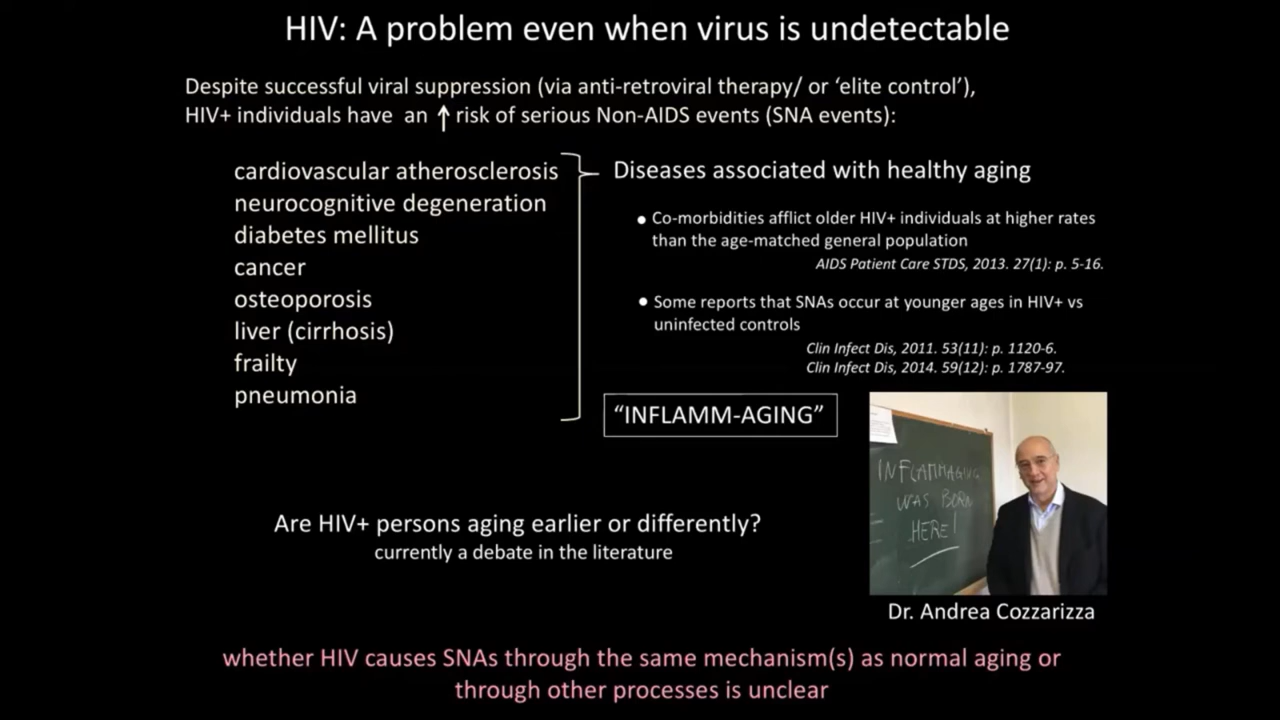 HIV: A problem even when virus is undetectable
Despite successful viral suppression (via anti-retroviral therapy/ or ‘elite control’),
HIV+ individuals have an ↑ risk of serious Non-AIDS events (SNA events):
cardiovascular atherosclerosis
neurocognitive degeneration
diabetes mellitus
cancer
osteoporosis
liver (cirrhosis)
frailty
pneumonia
Diseases associated with healthy aging
• Co-morbidities afflict older HIV+ individuals at higher rates
than the age-matched general population
AIDS Patient Care STDS, 2013. 27(1): p. 5-16.
• Some reports that SNAs occur at younger ages in HIV+ vs
uninfected controls
Clin Infect Dis, 2011. 53(11): p. 1120-6.
Clin Infect Dis, 2014. 59(12): p. 1787-97.
“INFLAMM-AGING”
INFLAMMAGING
WAS BORN
HERE!
Dr. Andrea Cozzarizza
Are HIV+ persons aging earlier or differently?
currently a debate in the literature
whether HIV causes SNAs through the same mechanism(s) as normal aging or
through other processes is unclear